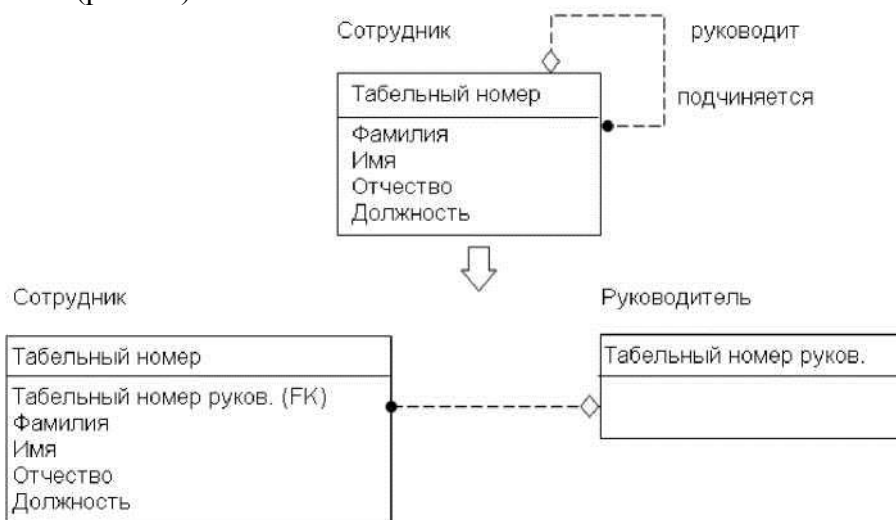 Сотрудник
руководит
подчиняется
Табельный номер
Фамилия
Имя
Отчество
Должность
Сотрудник
Руководитель
Табельный номер
Табельный номер руков. (FK)
Фамилия
Имя
Отчество
Должность
Табельный номер руков.